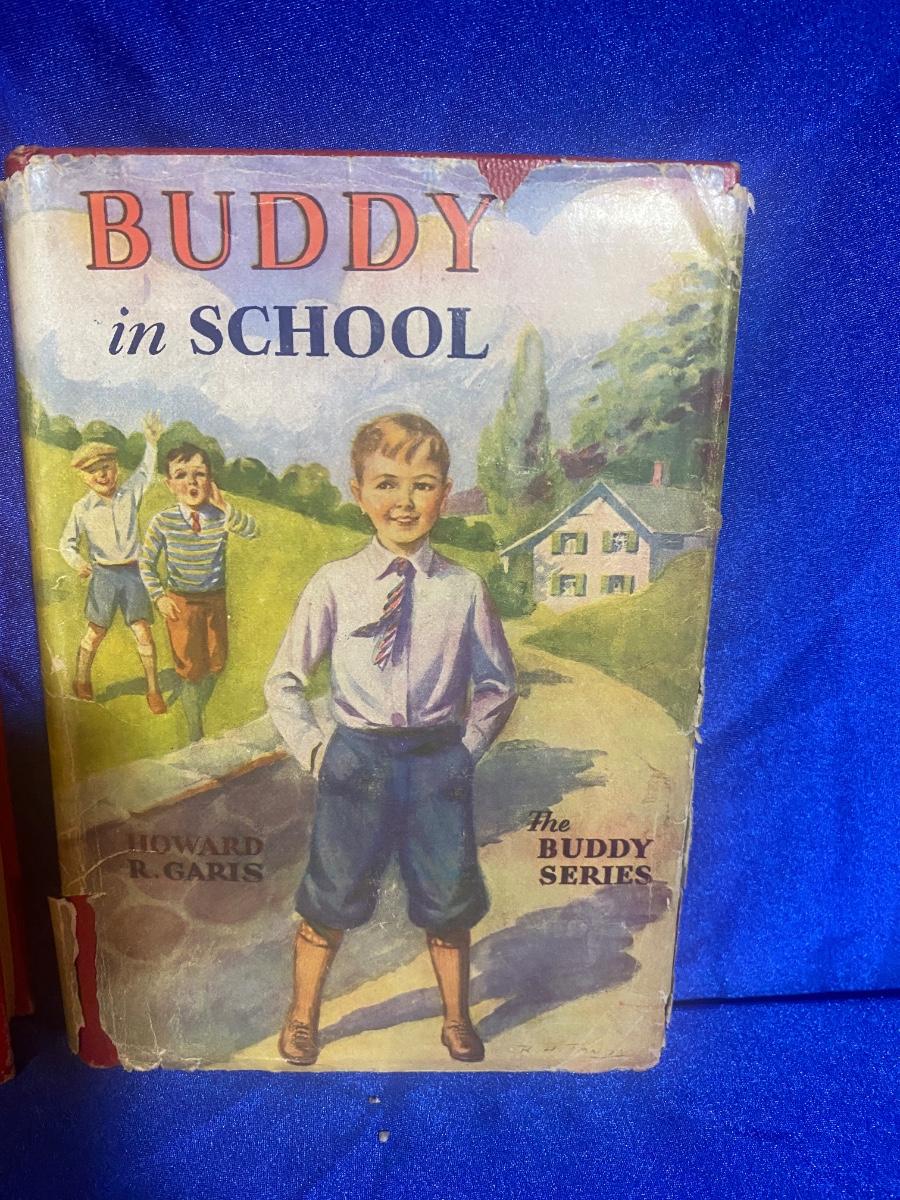 BUDDY
in SCHOOL
HOWARD
R. GARIS
The
BUDDY
SERIES